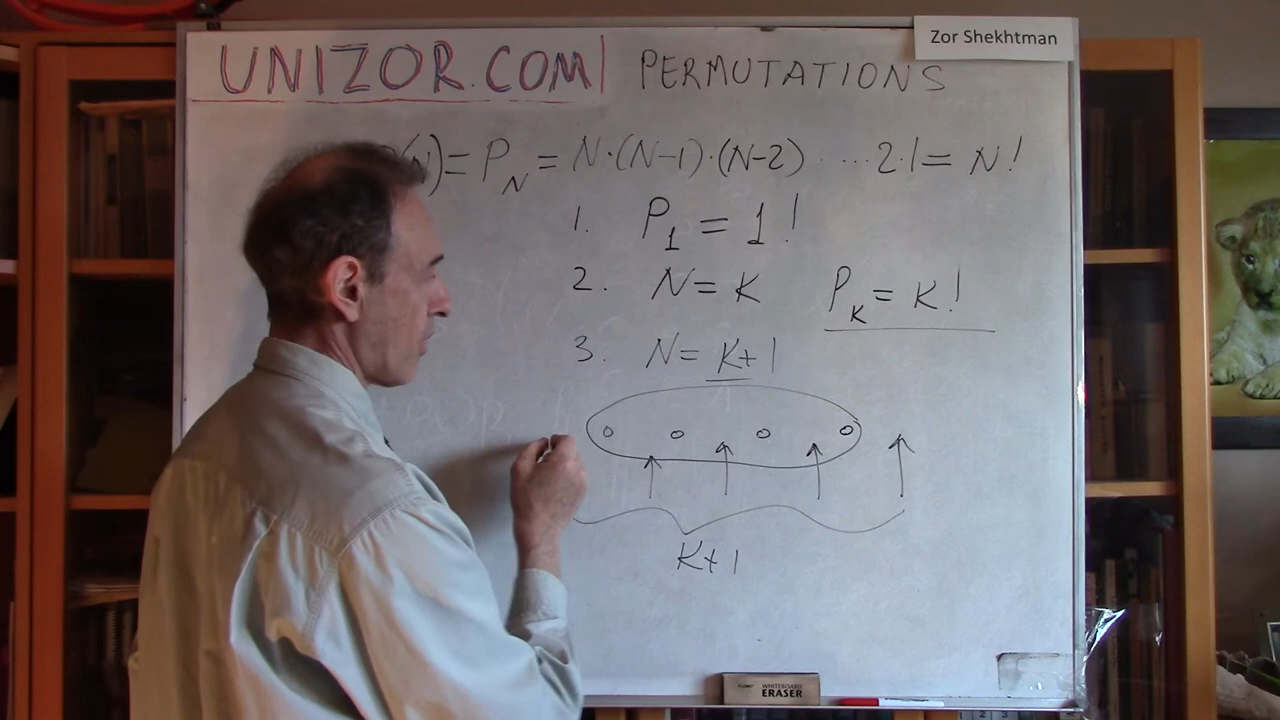 Zor Shekhtman
UNIZOR.COM | PERMUTATIONS
(N) = P_N = N·(N-1)·(N-2) ···· 2·1 = N!
1. P_1 = 1!
2. N = K P_K = K!
3. N = K+1
K+1
WHITEBOARD
ERASER